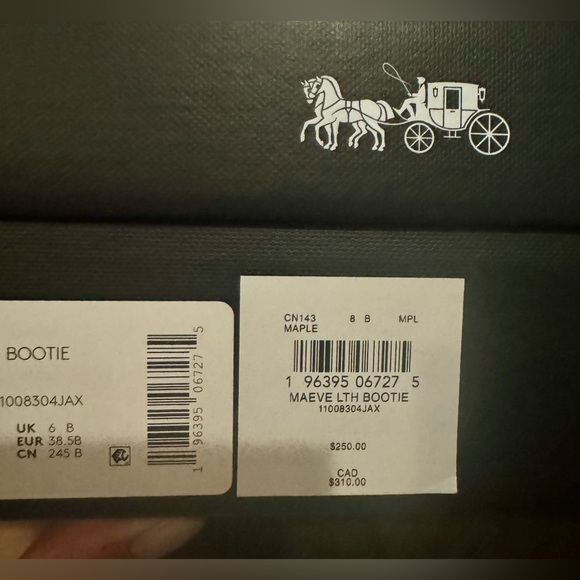 BOOTIE
11008304JAX
UK 6 B
EUR 38.5B
CN 245 B
1 96395 06727 5
CN143 8 B MPL
MAPLE
1 96395 06727 5
MAEVE LTH BOOTIE
11008304JAX
$250.00
CAD
$310.00